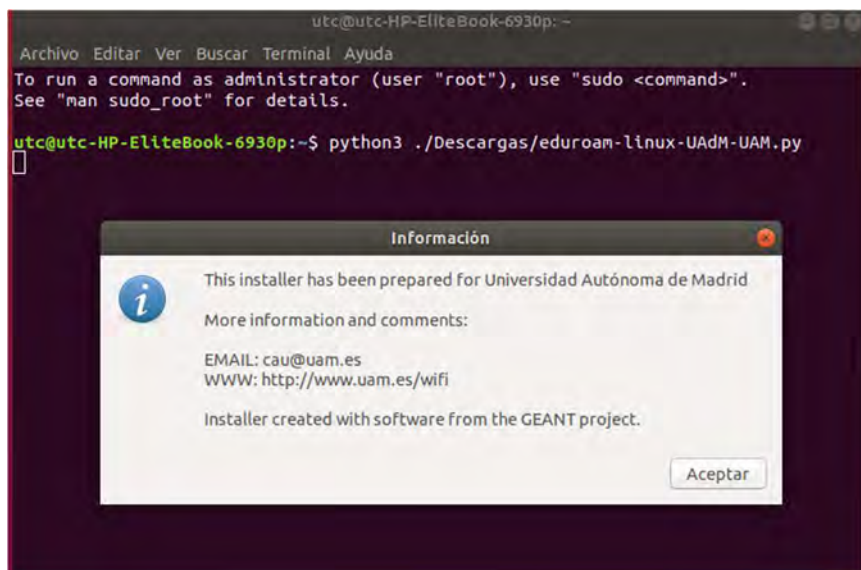 utc@utc-HP-EliteBook-6930p: ~
Archivo Editar Ver Buscar Terminal Ayuda
To run a command as administrator (user "root"), use "sudo <command>".
See "man sudo_root" for details.
utc@utc-HP-EliteBook-6930p:~$ python3 ./Descargas/eduroam-linux-UAdM-UAM.py
Información
This installer has been prepared for Universidad Autónoma de Madrid
More information and comments:
EMAIL: cau@uam.es
WWW: http://www.uam.es/wifi
Installer created with software from the GEANT project.
Aceptar